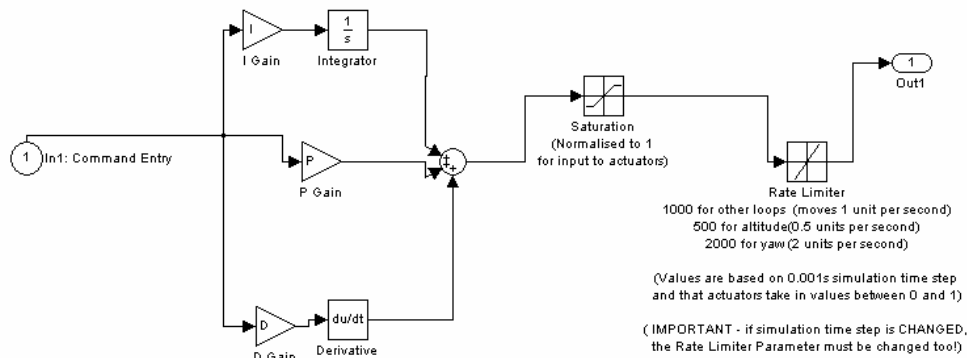 I
I Gain
1
s
Integrator
1
In1: Command Entry
P
P Gain
D
D Gain
du/dt
Derivative
Saturation
(Normalised to 1
for input to actuators)
1
Out1
Rate Limiter
1000 for other loops (moves 1 unit per second)
500 for altitude(0.5 units per second)
2000 for yaw(2 units per second)
(Values are based on 0.001s simulation time step
and that actuators take in values between 0 and 1)
( IMPORTANT - if simulation time step is CHANGED,
the Rate Limiter Parameter must be changed too!)